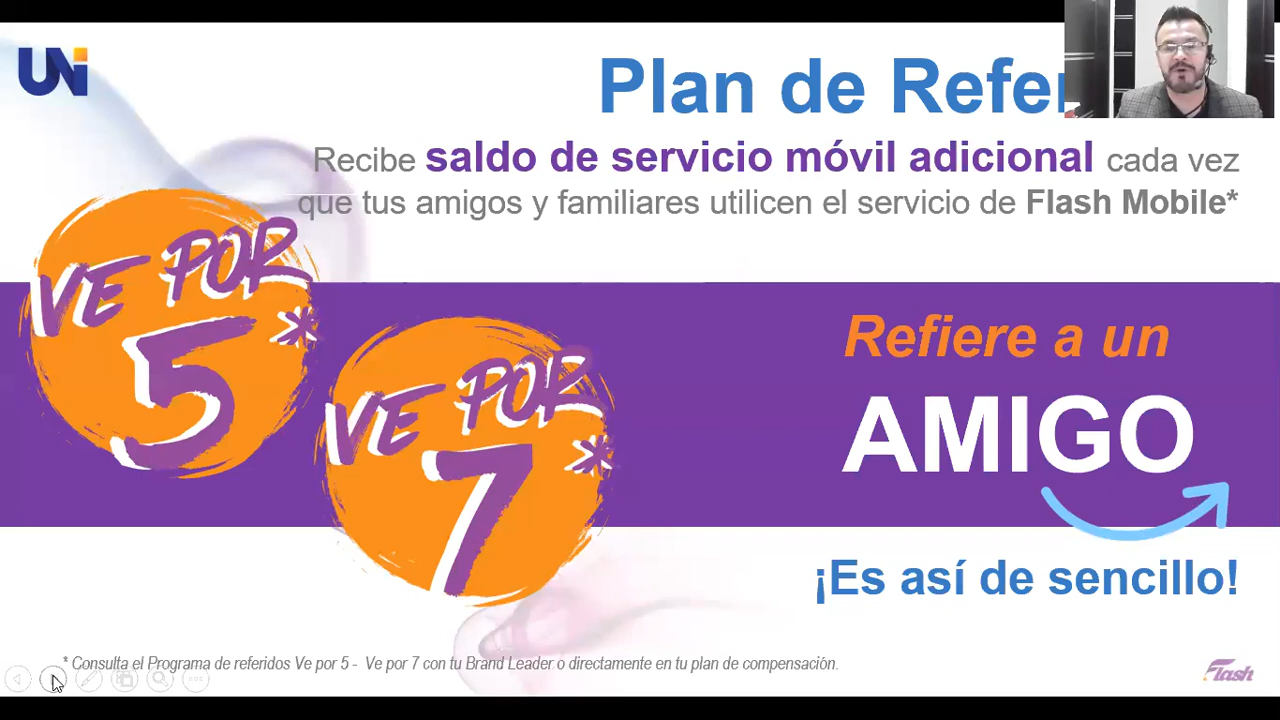 UNi
Plan de Refer
Recibe saldo de servicio móvil adicional cada vez
que tus amigos y familiares utilicen el servicio de Flash Mobile*
VE POR
5*
VE POR
7*
Refiere a un
AMIGO
¡Es así de sencillo!
* Consulta el Programa de referidos Ve por 5 - Ve por 7 con tu Brand Leader o directamente en tu plan de compensación.
Flash